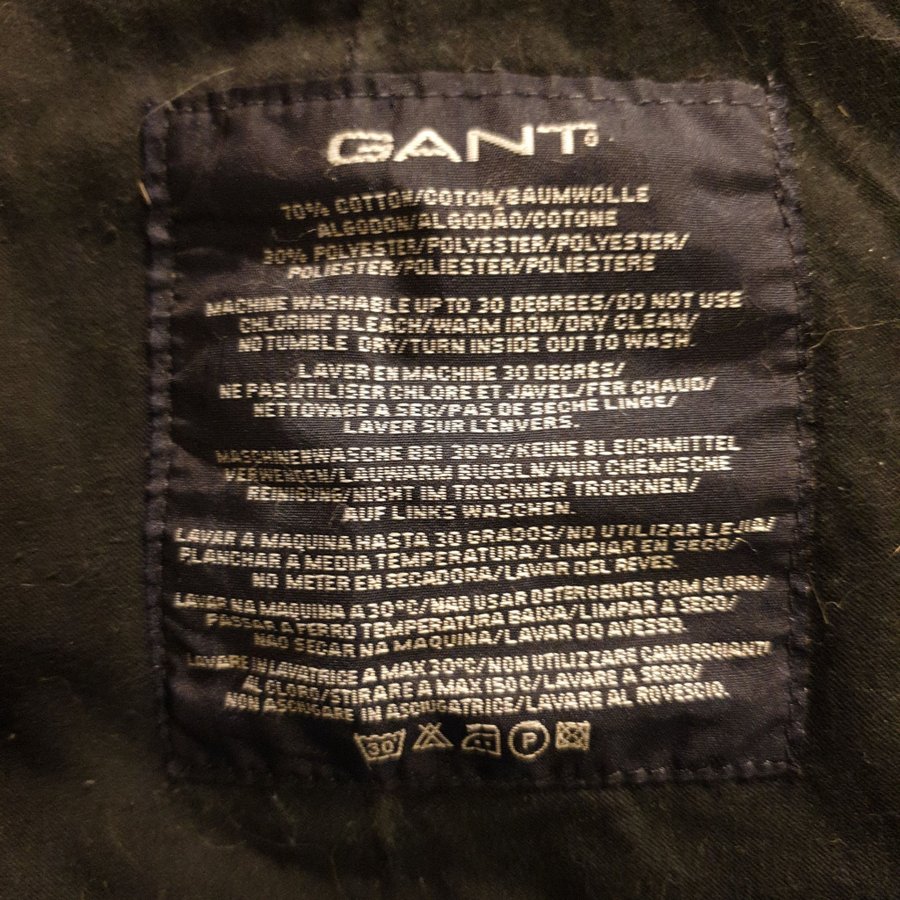 GANT
70% COTTON/COTON/BAUMWOLLE
ALGODON/ALGODÃO/COTONE
30% POLYESTER/POLYESTER/POLYESTER/
POLIESTER/POLIESTER/POLIESTERE
MACHINE WASHABLE UP TO 30 DEGREES/DO NOT USE
CHLORINE BLEACH/WARM IRON/DRY CLEAN/
NO TUMBLE DRY/TURN INSIDE OUT TO WASH.
LAVER EN MACHINE 30 DEGRÉS/
NE PAS UTILISER CHLORE ET JAVEL/FER CHAUD/
NETTOYAGE A SEC/PAS DE SECHE LINGE/
LAVER SUR L'ENVERS.
MASCHINENWASCHE BEI 30°C/KEINE BLEICHMITTEL
VERWENDEN/LAUWARM BUGELN/NUR CHEMISCHE
REINIGUNG/NICHT IM TROCKNER TROCKNEN/
AUF LINKS WASCHEN.
LAVAR A MAQUINA HASTA 30 GRADOS/NO UTILIZAR LEJIA/
PLANCHAR A MEDIA TEMPERATURA/LIMPIAR EN SECO/
NO METER EN SECADORA/LAVAR DEL REVES.
LAVAR NA MAQUINA A 30°C/NAO USAR DETERGENTES COM CLORO/
PASSAR A FERRO TEMPERATURA BAIXA/LIMPAR A SECO/
NAO SECAR NA MAQUINA/LAVAR DO AVESSO.
LAVARE IN LAVATRICE A MAX 30°C/NON UTILIZZARE CANDEGGIANTI
AL CLORO/STIRARE A MAX 150°C/LAVARE A SECCO/
NON ASCIUGARE IN ASCIUGATRICE/LAVARE AL ROVESCIO.
30 P